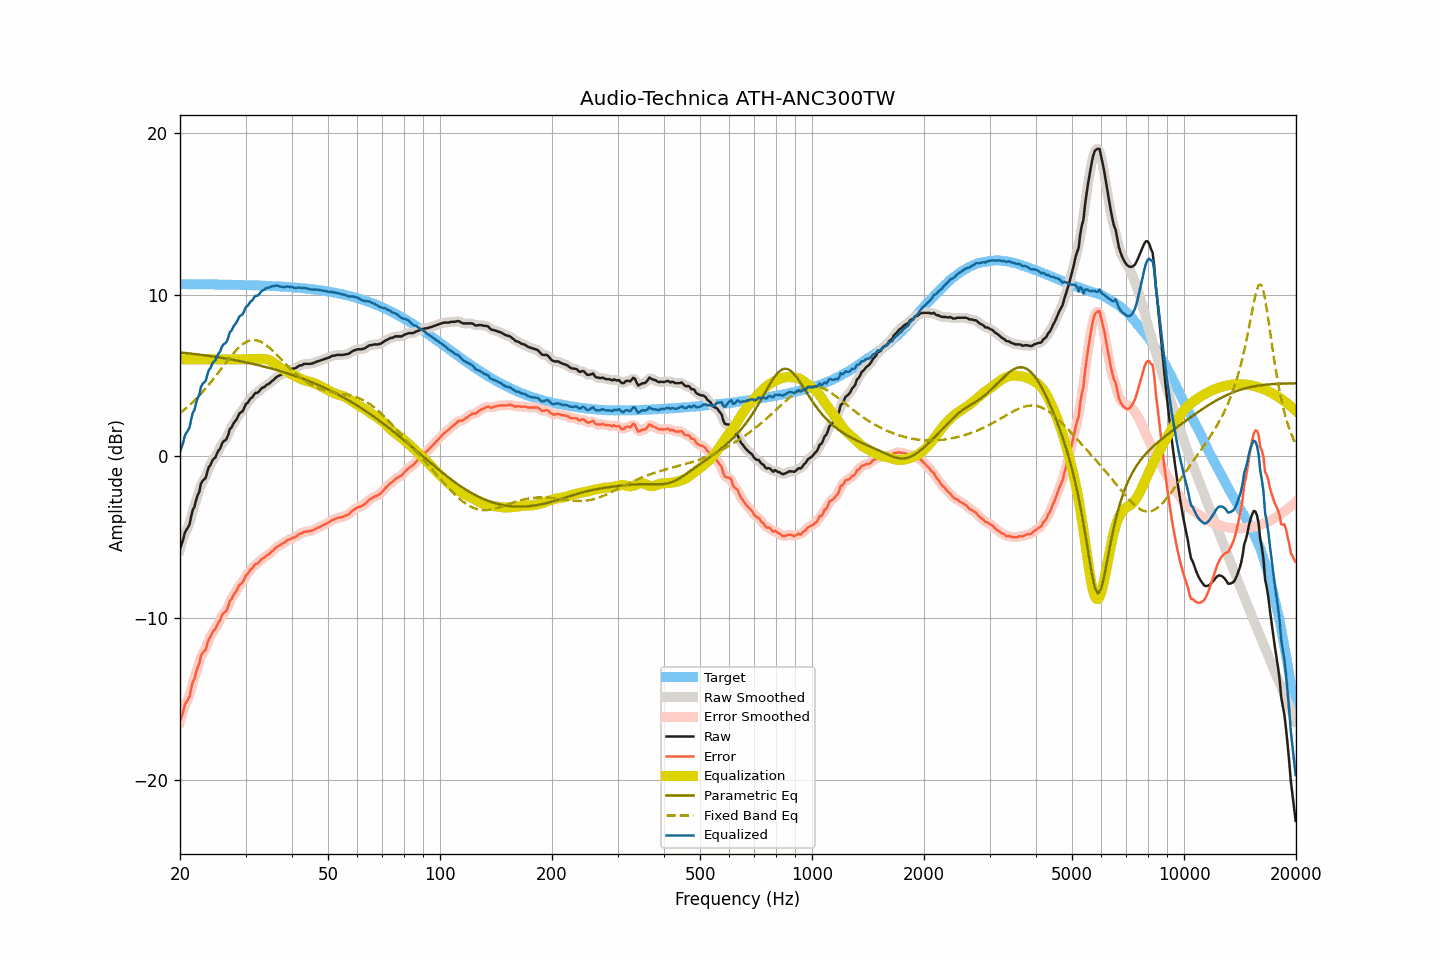 Audio-Technica ATH-ANC300TW
20
10
0
−10
−20
Amplitude (dBr)
Target
Raw Smoothed
Error Smoothed
Raw
Error
Equalization
Parametric Eq
Fixed Band Eq
Equalized
20 50 100 200 500 1000 2000 5000 10000 20000
Frequency (Hz)